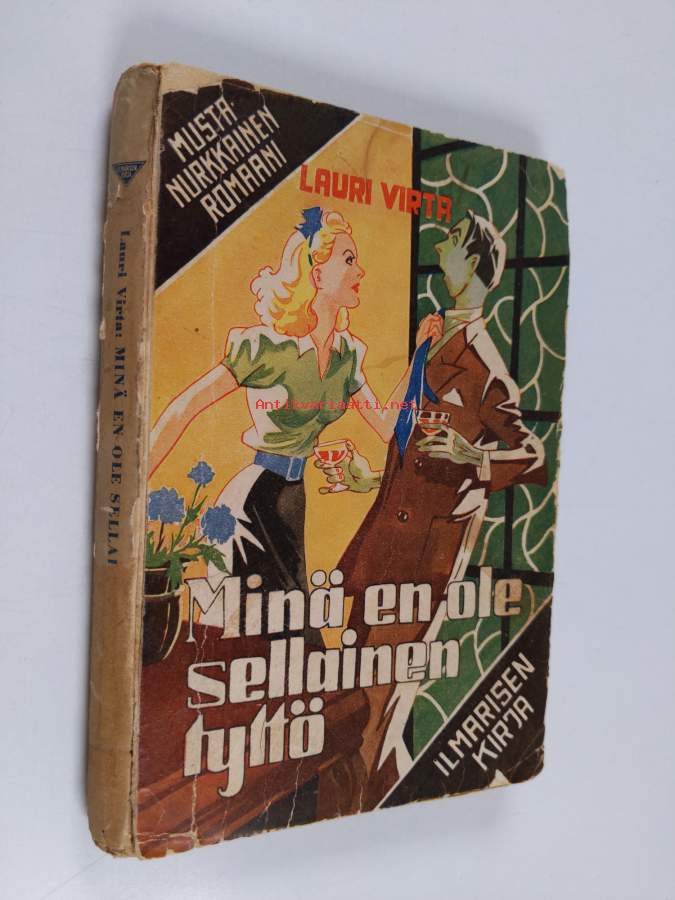 MUSTA-
NURKKAINEN
ROMAANI
LAURI VIRTA
Antikvariaatti.net
Minä en ole
sellainen
tyttö
ILMARISEN
KIRJA
Lauri Virta: MINÄ EN OLE SELLAI